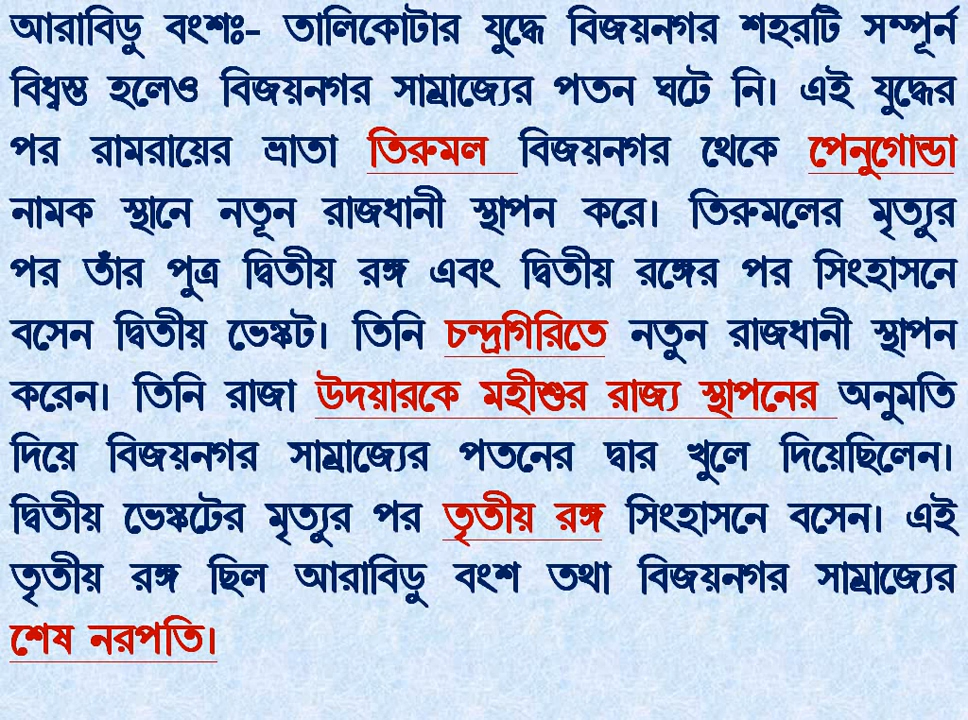 আরাবিডু বংশঃ- তালিকোটার যুদ্ধে বিজয়নগর শহরটি সম্পূর্ন
বিধ্বস্ত হলেও বিজয়নগর সাম্রাজ্যের পতন ঘটে নি। এই যুদ্ধের
পর রামরায়ের ভ্রাতা তিরুমল বিজয়নগর থেকে পেনুগোন্ডা
নামক স্থানে নতূন রাজধানী স্থাপন করে। তিরুমলের মৃত্যুর
পর তাঁর পুত্র দ্বিতীয় রঙ্গ এবং দ্বিতীয় রঙ্গের পর সিংহাসনে
বসেন দ্বিতীয় ভেঙ্কট। তিনি চন্দ্রগিরিতে নতুন রাজধানী স্থাপন
করেন। তিনি রাজা উদয়ারকে মহীশুর রাজ্য স্থাপনের অনুমতি
দিয়ে বিজয়নগর সাম্রাজ্যের পতনের দ্বার খুলে দিয়েছিলেন।
দ্বিতীয় ভেঙ্কটের মৃত্যুর পর তৃতীয় রঙ্গ সিংহাসনে বসেন। এই
তৃতীয় রঙ্গ ছিল আরাবিডু বংশ তথা বিজয়নগর সাম্রাজ্যের
শেষ নরপতি।